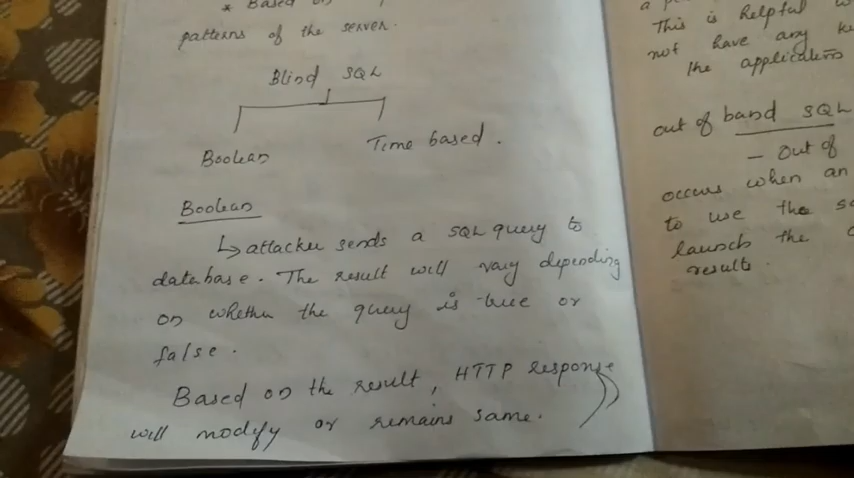 * Based on
patterns of the server.
Blind SQL
Boolean
Time based.
Boolean
↳ attacker sends a SQL query to
database. The result will vary depending
on whether the query is true or
false.
Based on the result, HTTP response
will modify or remains same.
a
This is helpful
not have any
the applications
out of band SQL
- Out of
occurs when an
to use the
launch the
results.